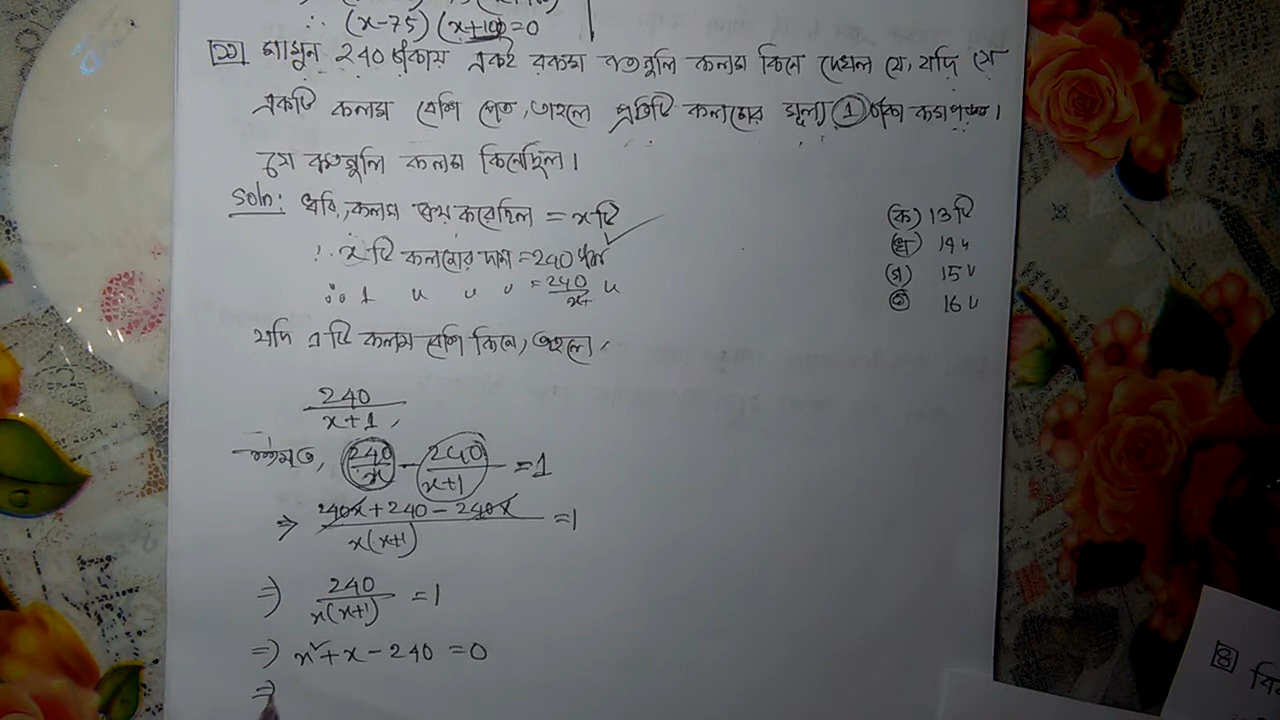 ∴ (x-75) (x+100)=0
১১ মামুন 240 টাকায় একই রকম কতগুলি কলম কিনে দেখল যে, যদি সে
একটি কলম বেশি পেত, তাহলে প্রতিটি কলমের মূল্য 1 টাকা কম পড়ত।
সে কতগুলি কলম কিনেছিল।
Soln: ধরি, কলম ক্রয় করেছিল = x টি
(ক) 13 টি
∴ x টি কলমের দাম = 240 টাকা
(খ) 14 "
∴ 1 " " " = 240/x "
(গ) 15 "
(ঘ) 16 "
যদি ১ টি কলম বেশি কিনে, তাহলে,
240/x+1,
শর্তমতে, 240/x - 240/x+1 = 1
⇒ 240x + 240 - 240x / x(x+1) = 1
⇒ 240 / x(x+1) = 1
⇒ x² + x - 240 = 0
⇒